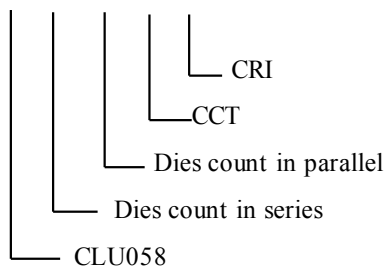 CRI
CCT
Dies count in parallel
Dies count in series
CLU058